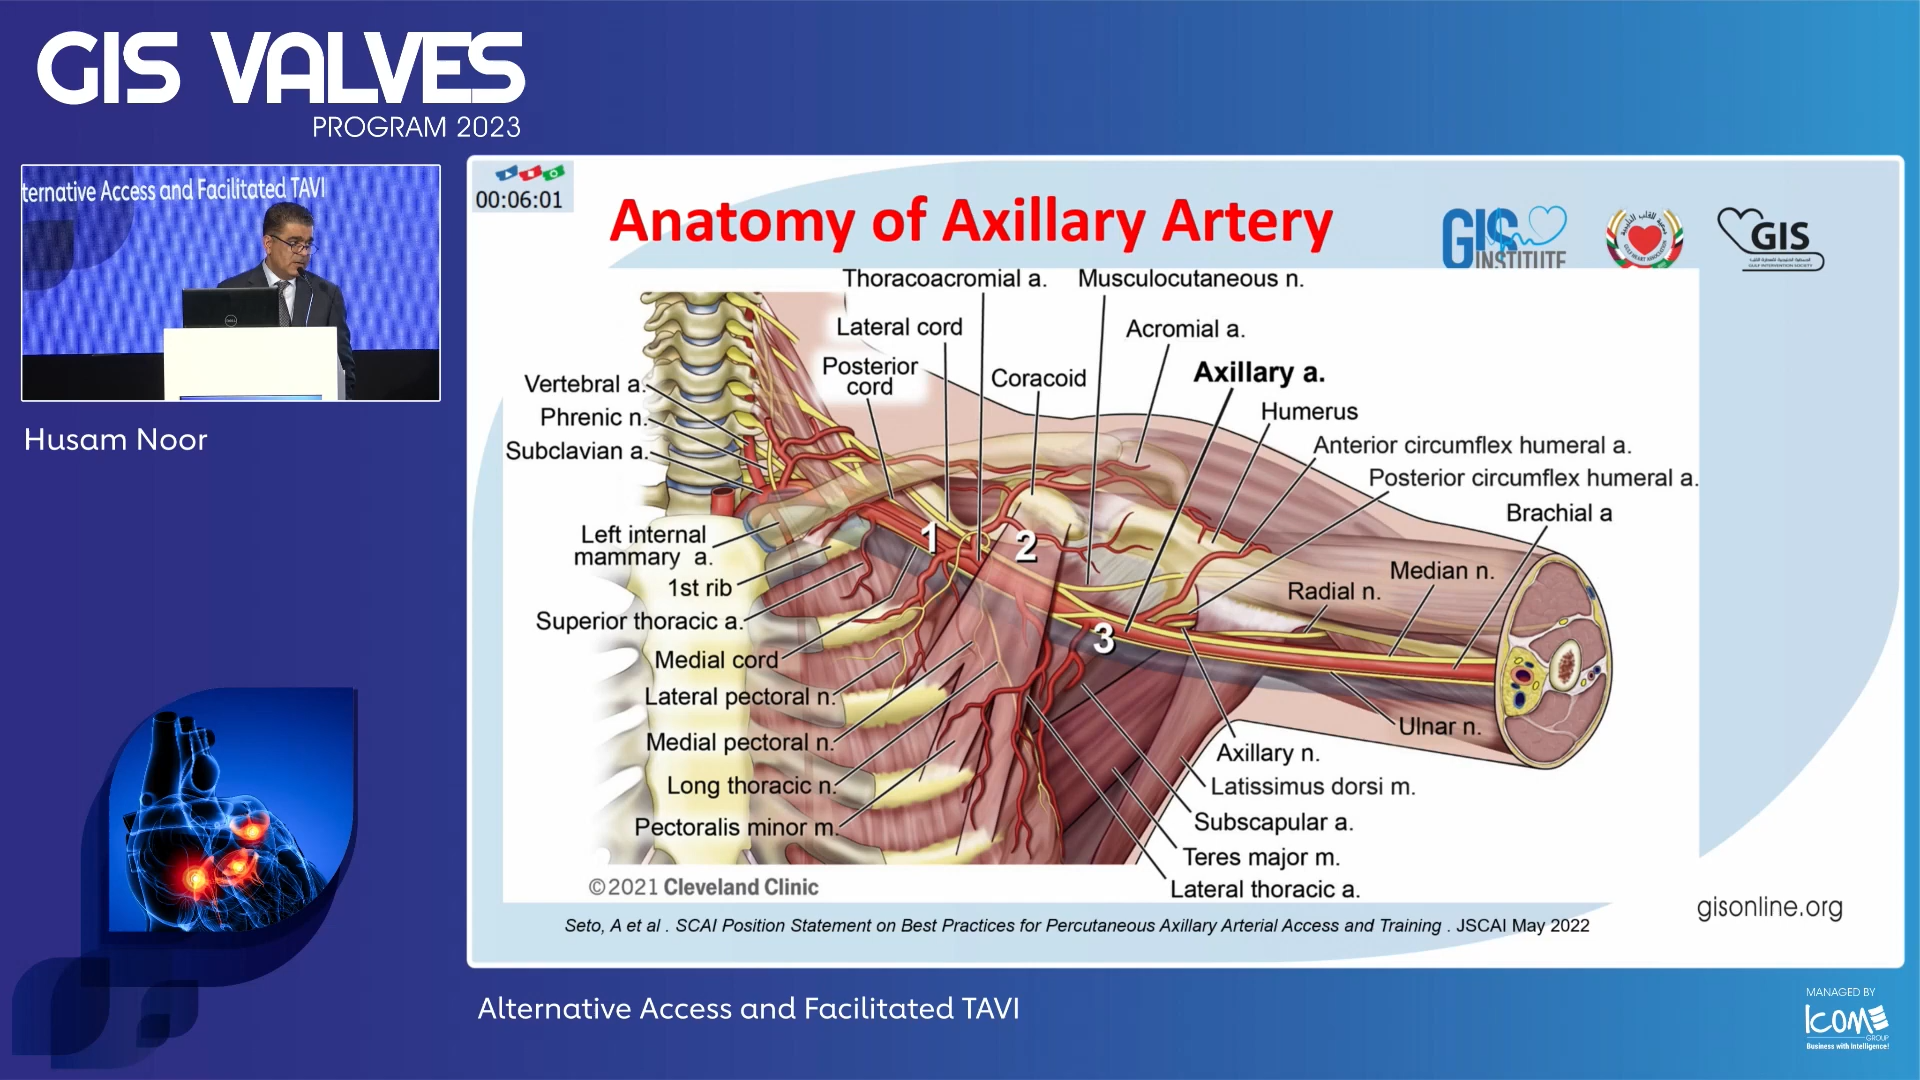 GIS VALVES
PROGRAM 2023
ternative Access and Facilitated TAVI
Husam Noor
00:06:01
Anatomy of Axillary Artery
GIS
INSTITUTE
GIS
Thoracoacromial a.
Musculocutaneous n.
Lateral cord
Acromial a.
Posterior
cord
Coracoid
Axillary a.
Vertebral a.
Humerus
Phrenic n.
Anterior circumflex humeral a.
Subclavian a.
Posterior circumflex humeral a.
Brachial a
Left internal
mammary a.
1
2
3
Median n.
1st rib
Radial n.
Superior thoracic a.
Medial cord
Lateral pectoral n.
Ulnar n.
Medial pectoral n.
Axillary n.
Long thoracic n.
Latissimus dorsi m.
Pectoralis minor m.
Subscapular a.
Teres major m.
Lateral thoracic a.
©2021 Cleveland Clinic
gisonline.org
Seto, A et al . SCAI Position Statement on Best Practices for Percutaneous Axillary Arterial Access and Training . JSCAI May 2022
Alternative Access and Facilitated TAVI
MANAGED BY
ICOM
GROUP
Business with Intelligence!